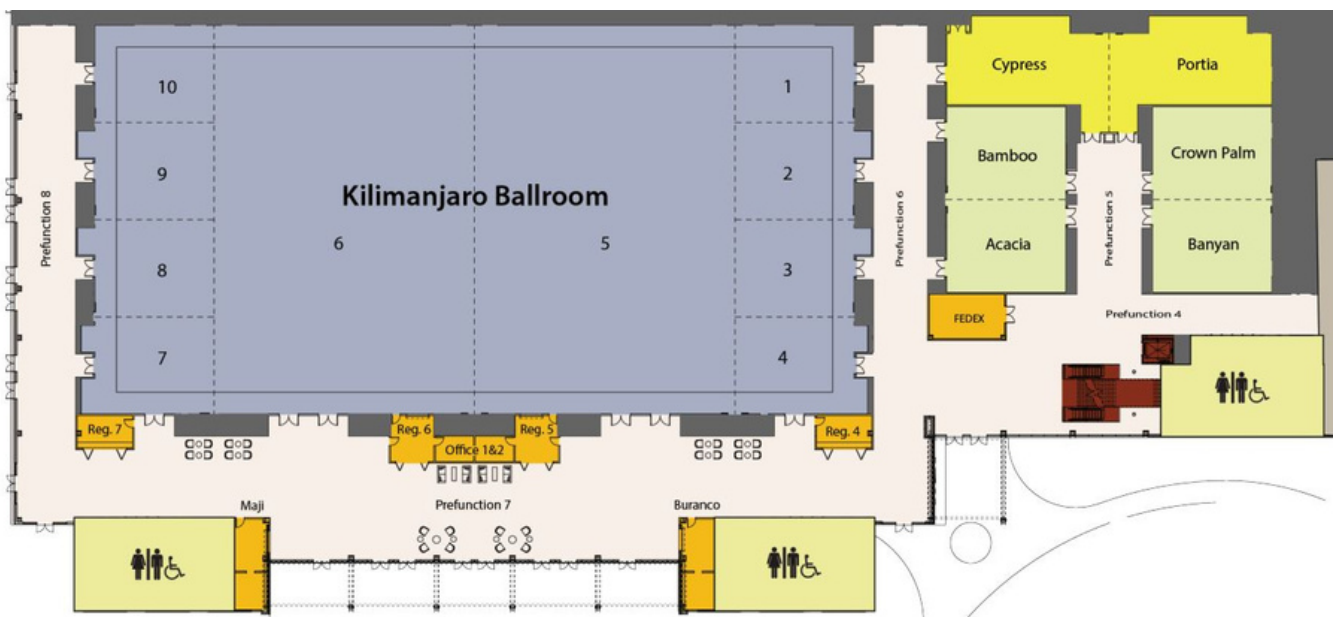 Cypress
Portia
10
1
Bamboo
Crown Palm
9
2
Kilimanjaro Ballroom
Prefunction 8
Prefunction 6
Prefunction 5
6
5
Acacia
Banyan
8
3
Prefunction 4
FEDEX
7
4
Reg. 7
Reg. 6
Reg. 5
Reg. 4
Office 1&2
Maji
Prefunction 7
Buranco